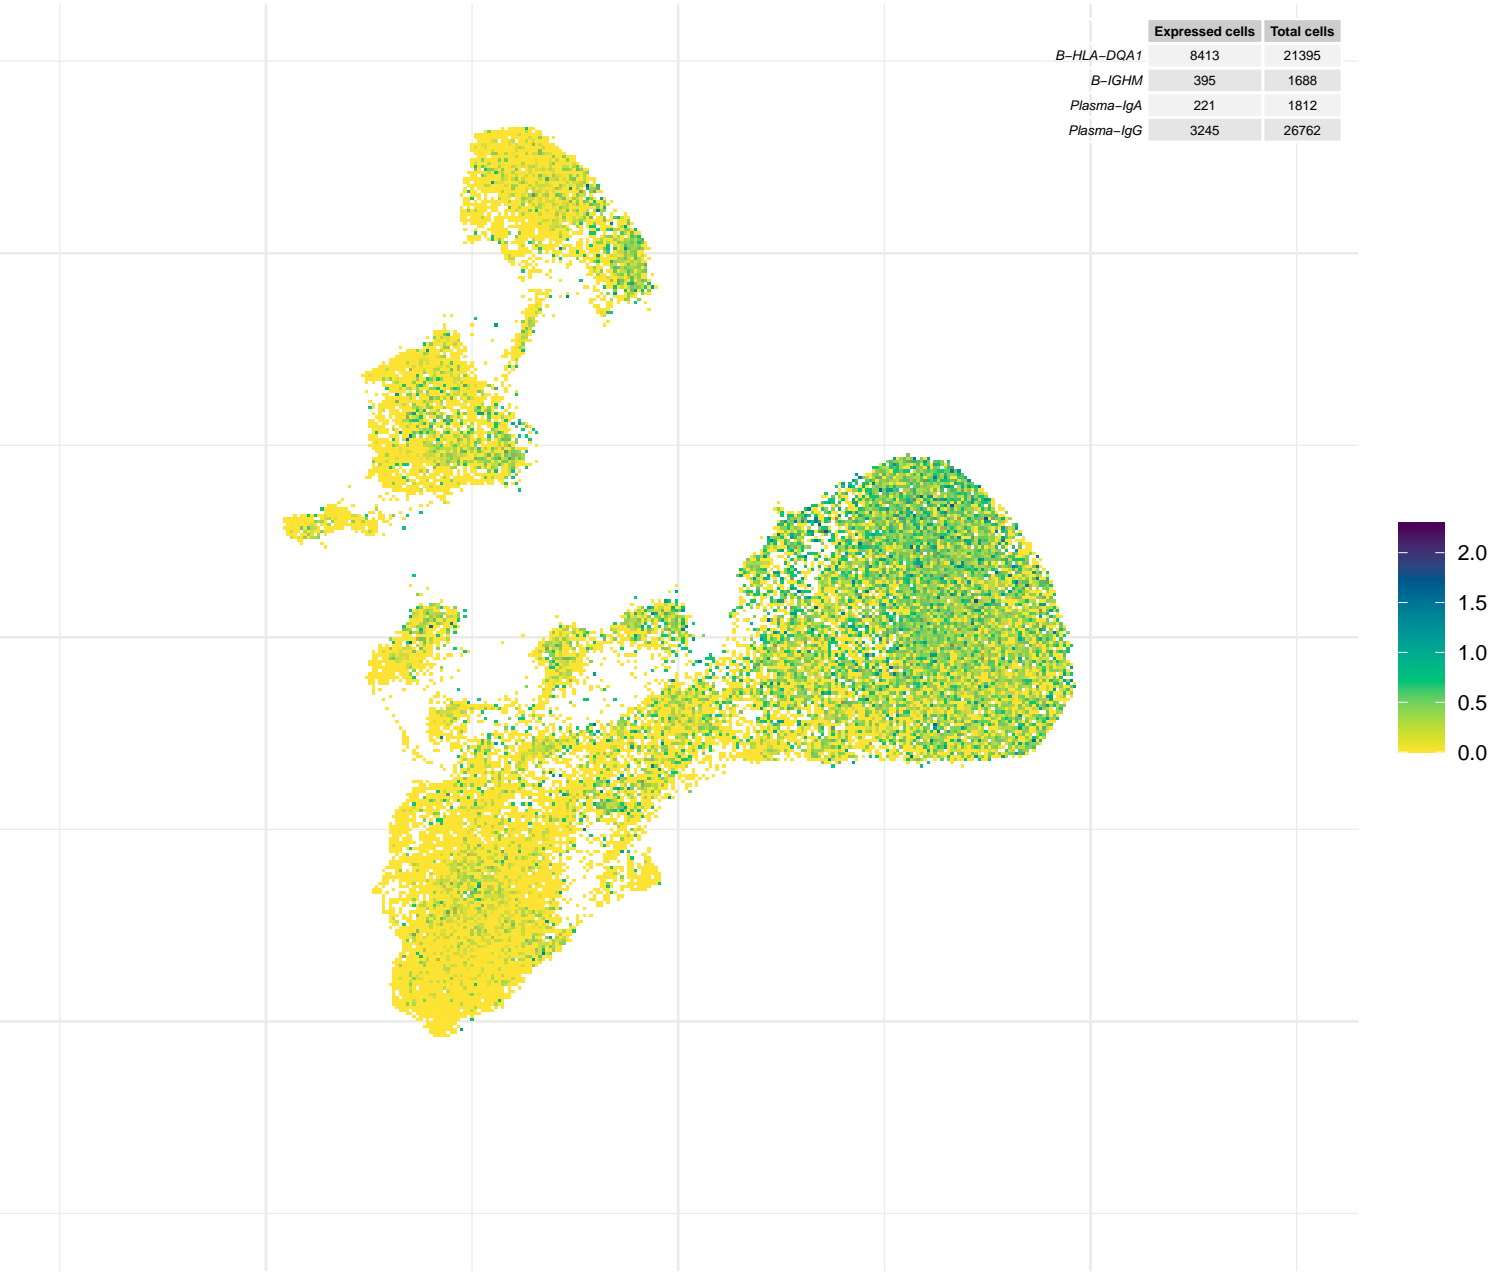 Expressed cells Total cells
B−HLA−DQA1 8413 21395
B−IGHM 395 1688
Plasma−IgA 221 1812
Plasma−IgG 3245 26762
2.0
1.5
1.0
0.5
0.0